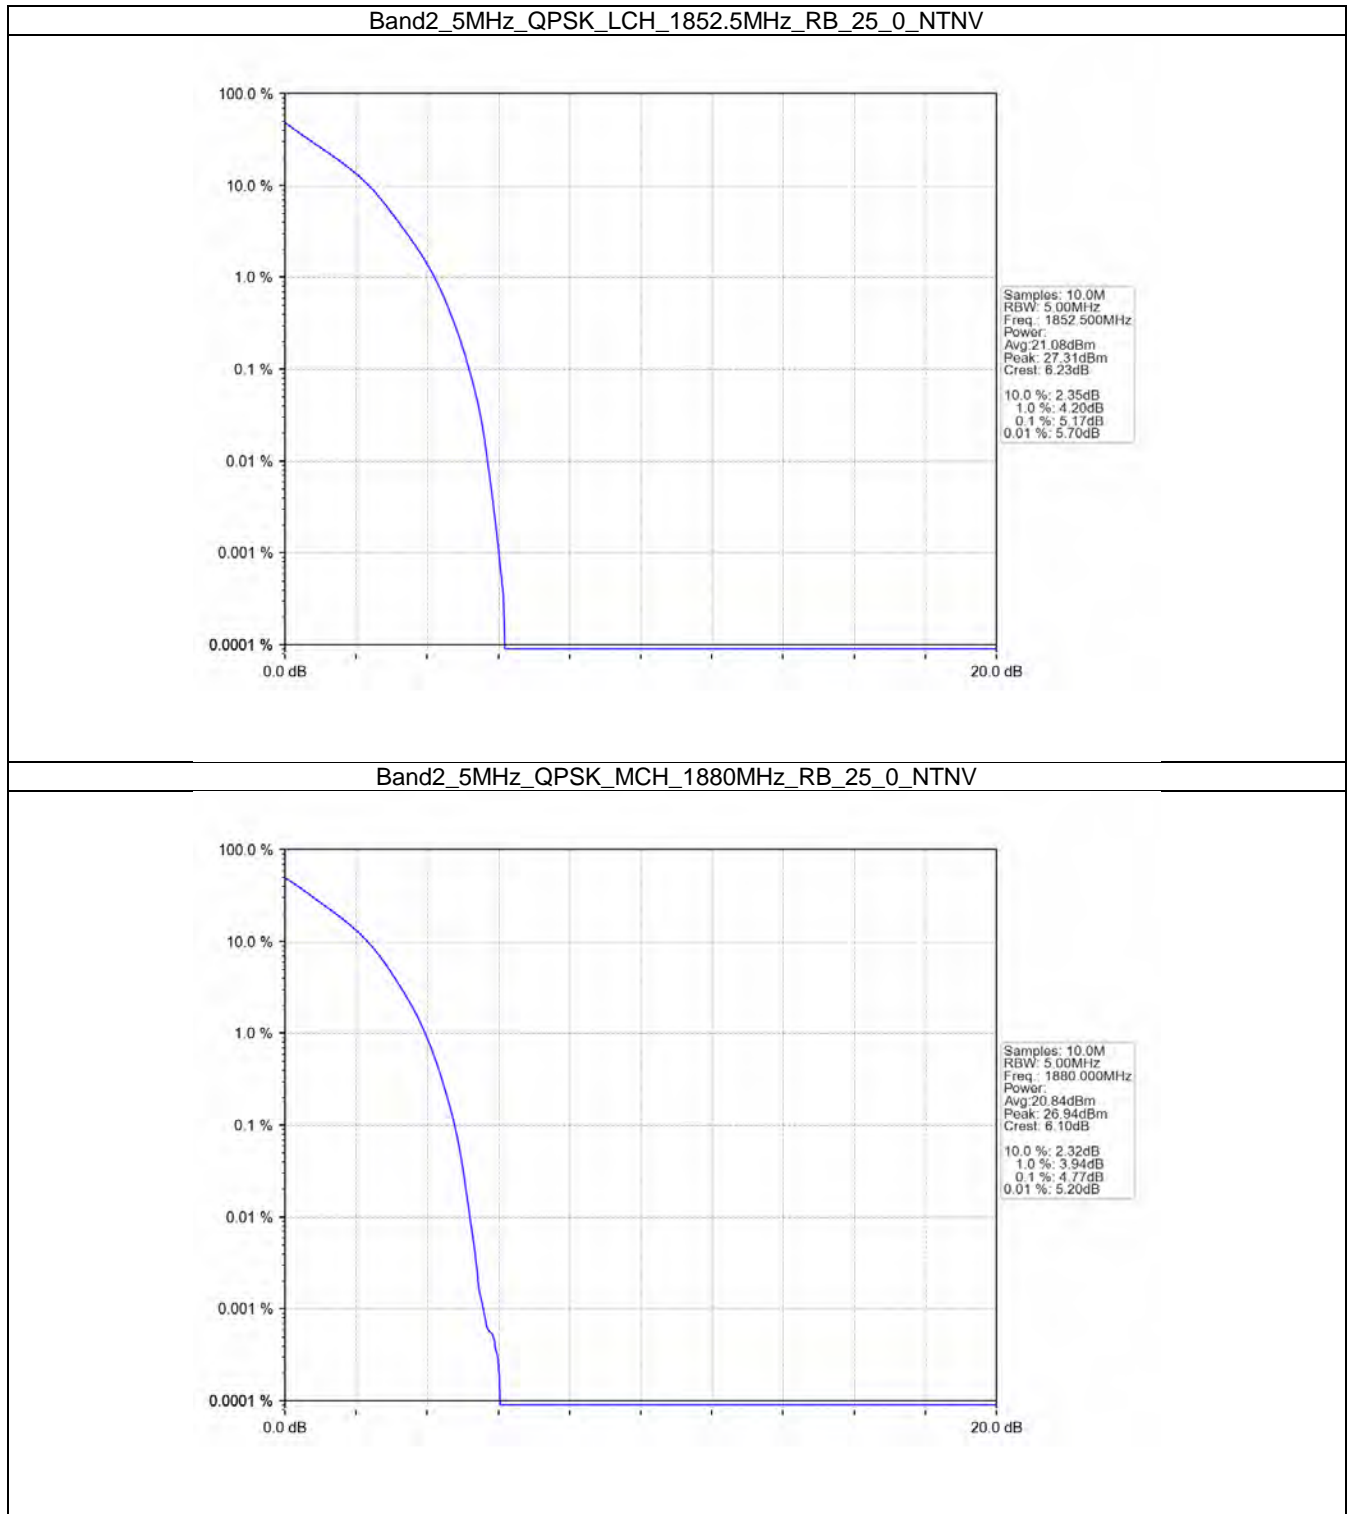 Band2_5MHz_QPSK_LCH_1852.5MHz_RB_25_0_NTNV
100.0 %
10.0 %
1.0 %
0.1 %
0.01 %
0.001 %
0.0001 %
0.0 dB
20.0 dB
Samples: 10.0M
RBW: 5.00MHz
Freq.: 1852.500MHz
Power:
Avg:21.08dBm
Peak: 27.31dBm
Crest: 6.23dB
10.0 %: 2.35dB
1.0 %: 4.20dB
0.1 %: 5.17dB
0.01 %: 5.70dB
Band2_5MHz_QPSK_MCH_1880MHz_RB_25_0_NTNV
100.0 %
10.0 %
1.0 %
0.1 %
0.01 %
0.001 %
0.0001 %
0.0 dB
20.0 dB
Samples: 10.0M
RBW: 5.00MHz
Freq.: 1880.000MHz
Power:
Avg:20.84dBm
Peak: 26.94dBm
Crest: 6.10dB
10.0 %: 2.32dB
1.0 %: 3.94dB
0.1 %: 4.77dB
0.01 %: 5.20dB